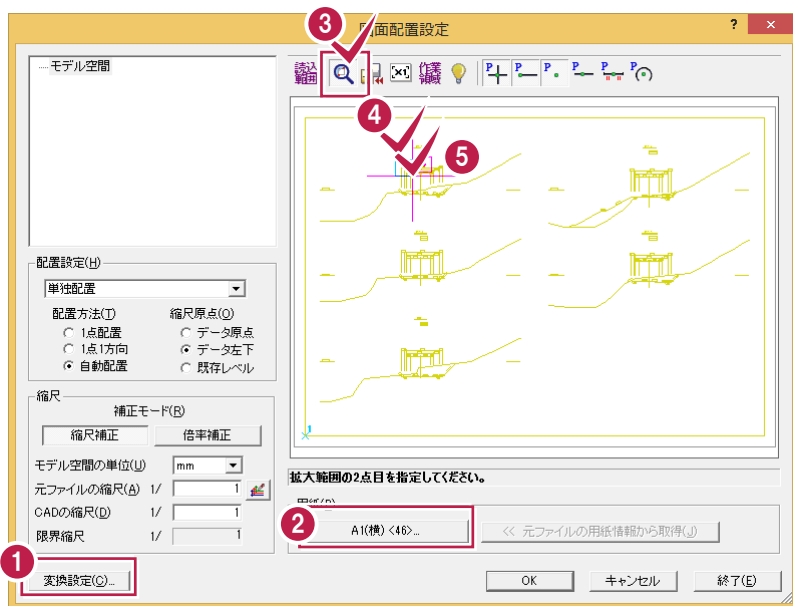 図面配置設定
? ×
3
モデル空間
読込範囲
×1
作業領域
P P P P P P
4
5
1
配置設定(H)
単独配置
配置方法(T) 縮尺原点(O)
1点配置 データ原点
1点1方向 データ左下
自動配置 既存レベル
縮尺
補正モード(R)
縮尺補正 倍率補正
モデル空間の単位(U) mm
元ファイルの縮尺(A) 1/ 1
CADの縮尺(D) 1/ 1
限界縮尺 1/ 1
拡大範囲の2点目を指定してください。
用紙(P)
2
A1(横) <46>...
<< 元ファイルの用紙情報から取得(J)
1
変換設定(C)...
OK キャンセル 終了(E)